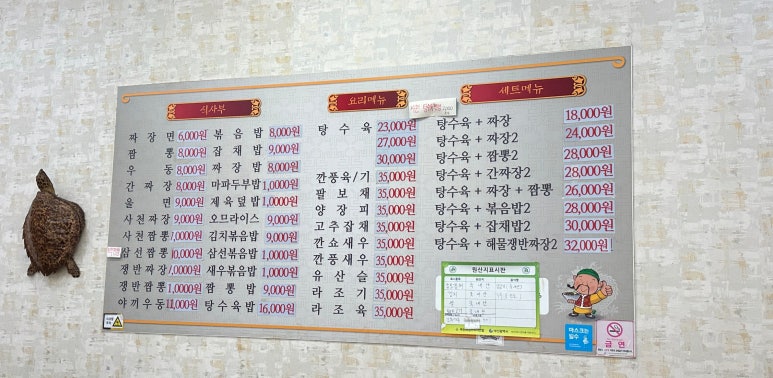 식사부
짜장면 6,000원 볶음밥 8,000원
짬뽕 8,000원 잡채밥 9,000원
우동 8,000원 짜장밥 8,000원
간짜장 8,000원 마파두부밥 1,0000원
울면 9,000원 제육덮밥 1,0000원
사천짜장 9,000원 오므라이스 9,000원
사천짬뽕 1,0000원 김치볶음밥 9,000원
삼선짬뽕 10,000원 삼선볶음밥 1,0000원
쟁반짜장 1,0000원 새우볶음밥 1,0000원
쟁반짬뽕 1,0000원 짬뽕밥 9,000원
야끼우동 11,000원 탕수육밥 16,000원
요리메뉴
탕수육 23,000원
27,000원
30,000원
깐풍육/기 35,000원
팔보채 35,000원
양장피 35,000원
고추잡채 35,000원
깐쇼새우 35,000원
깐풍새우 35,000원
유산슬 35,000원
라조기 35,000원
라조육 35,000원
세트메뉴
탕수육 + 짜장 18,000원
탕수육 + 짜장2 24,000원
탕수육 + 짬뽕2 28,000원
탕수육 + 간짜장2 28,000원
탕수육 + 짜장 + 짬뽕 26,000원
탕수육 + 볶음밥2 28,000원
탕수육 + 잡채밥2 30,000원
탕수육 + 해물쟁반짜장2 32,000원
원산지표시판
마스크는
필수
금연